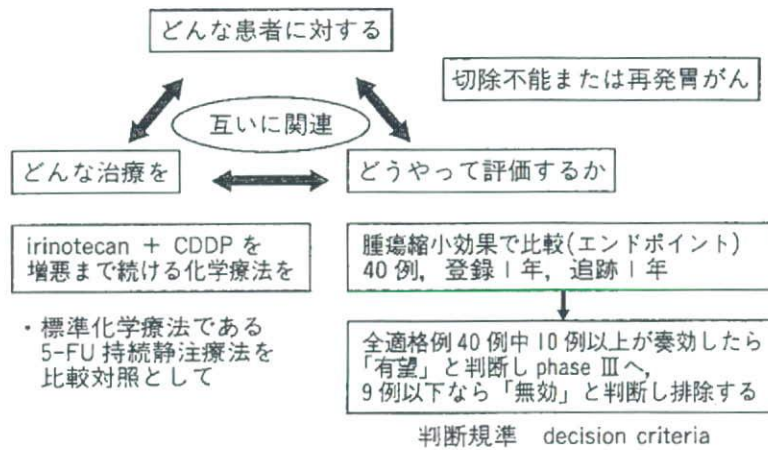 どんな患者に対する
切除不能または再発胃がん
互いに関連
どんな治療を
どうやって評価するか
irinotecan + CDDP を
増悪まで続ける化学療法を
・標準化学療法である
5-FU 持続静注療法を
比較対照として
腫瘍縮小効果で比較(エンドポイント)
40 例, 登録 1 年, 追跡 1 年
全適格例 40 例中 10 例以上が奏効したら
「有望」と判断し phase Ⅲ へ,
9 例以下なら「無効」と判断し排除する
判断規準 decision criteria